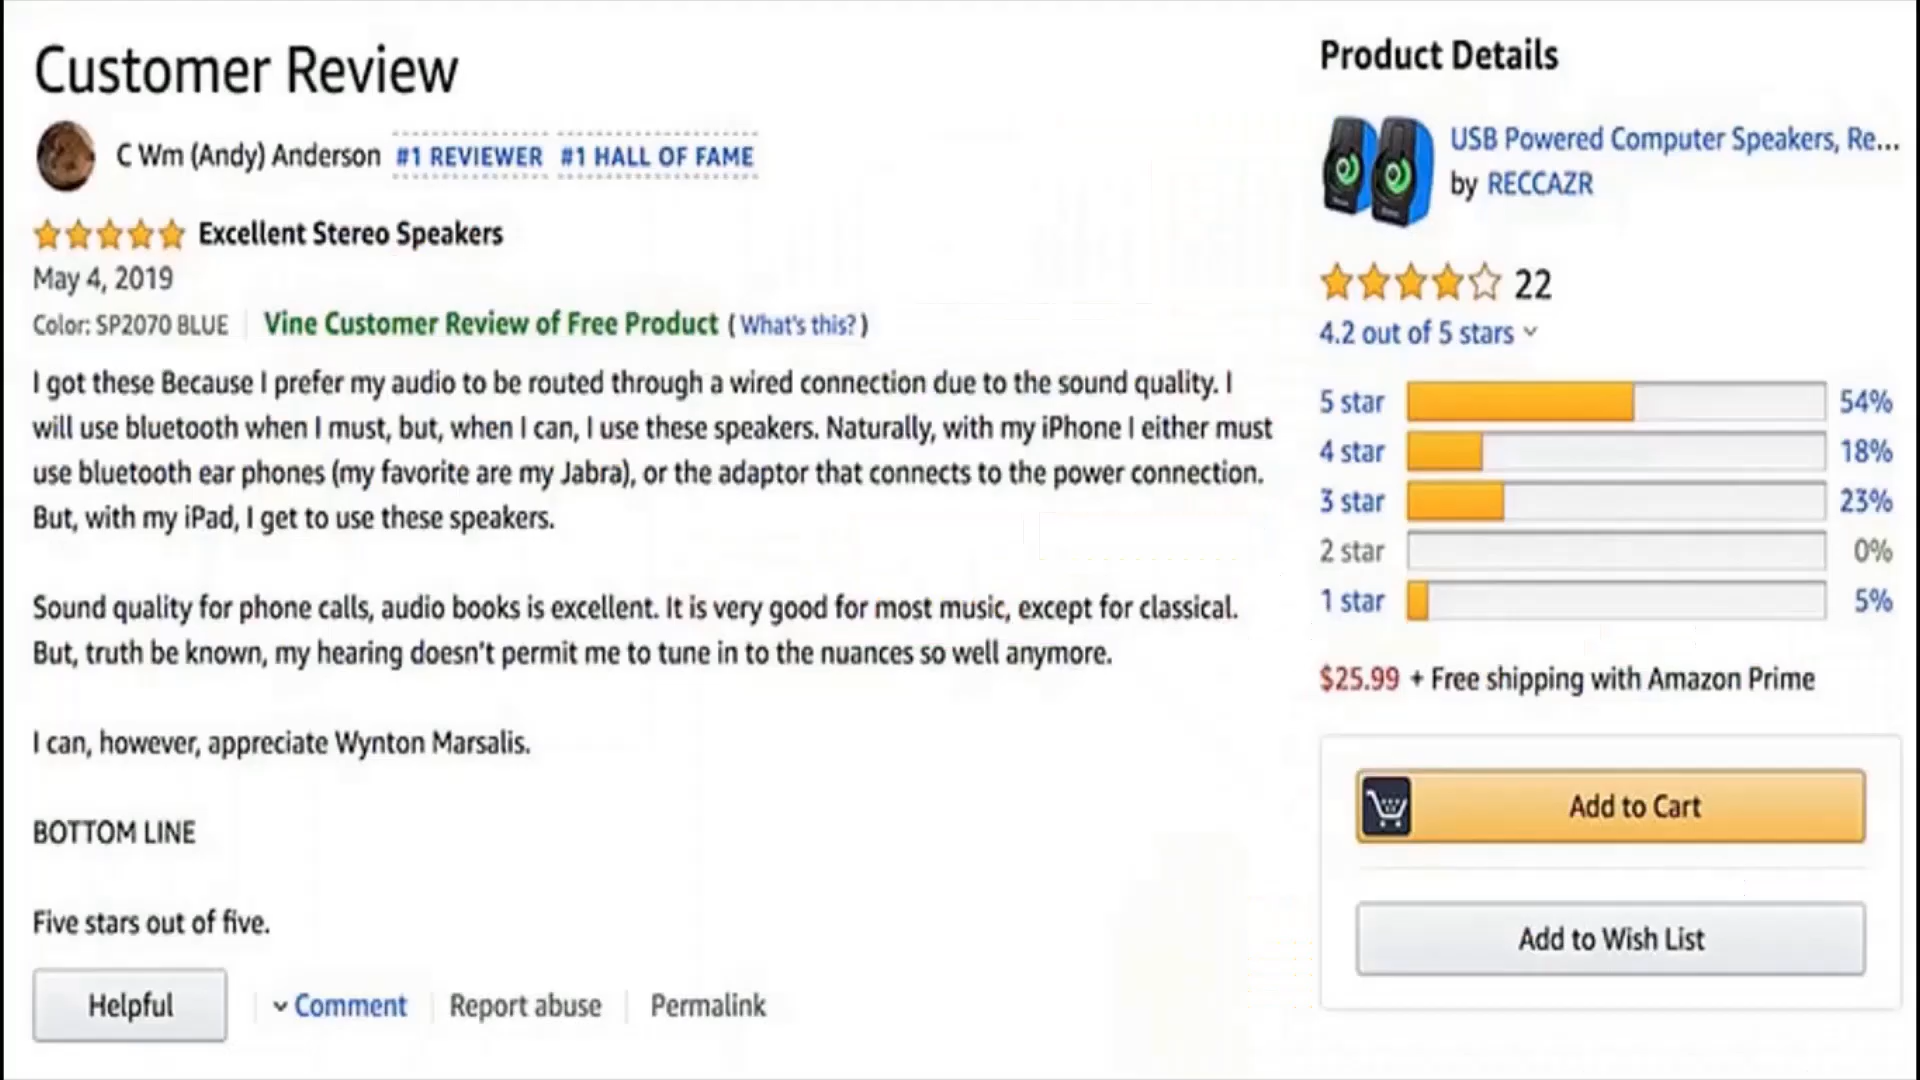 Customer Review
C Wm (Andy) Anderson #1 REVIEWER #1 HALL OF FAME
Excellent Stereo Speakers
May 4, 2019
Color: SP2070 BLUE Vine Customer Review of Free Product ( What's this? )
I got these Because I prefer my audio to be routed through a wired connection due to the sound quality. I
will use bluetooth when I must, but, when I can, I use these speakers. Naturally, with my iPhone I either must
use bluetooth ear phones (my favorite are my Jabra), or the adaptor that connects to the power connection.
But, with my iPad, I get to use these speakers.
Sound quality for phone calls, audio books is excellent. It is very good for most music, except for classical.
But, truth be known, my hearing doesn't permit me to tune in to the nuances so well anymore.
I can, however, appreciate Wynton Marsalis.
BOTTOM LINE
Five stars out of five.
Helpful Comment Report abuse Permalink
Product Details
USB Powered Computer Speakers, Re...
by RECCAZR
22
4.2 out of 5 stars
5 star 54%
4 star 18%
3 star 23%
2 star 0%
1 star 5%
$25.99 + Free shipping with Amazon Prime
Add to Cart
Add to Wish List